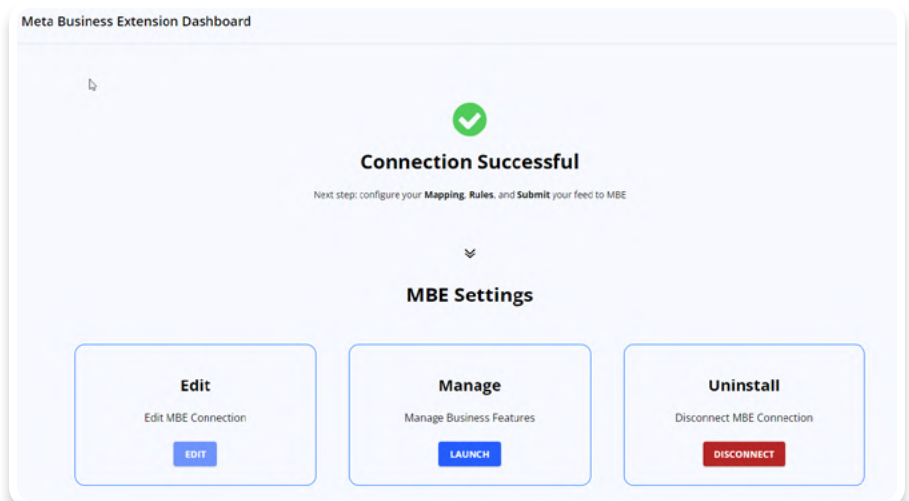 Meta Business Extension Dashboard
Connection Successful
Next step: configure your Mapping, Rules, and Submit your feed to MBE
MBE Settings
Edit
Edit MBE Connection
EDIT
Manage
Manage Business Features
LAUNCH
Uninstall
Disconnect MBE Connection
DISCONNECT